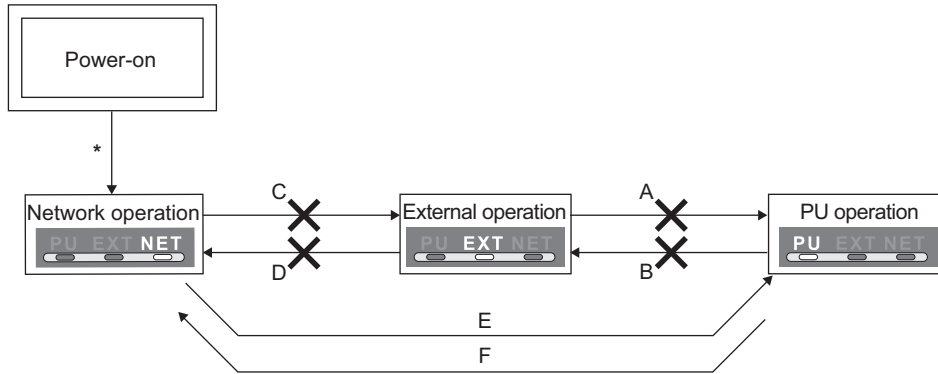 Power-on
*
C
A
Network operation
External operation
PU operation
PU EXT NET
PU EXT NET
PU EXT NET
D
B
E
F